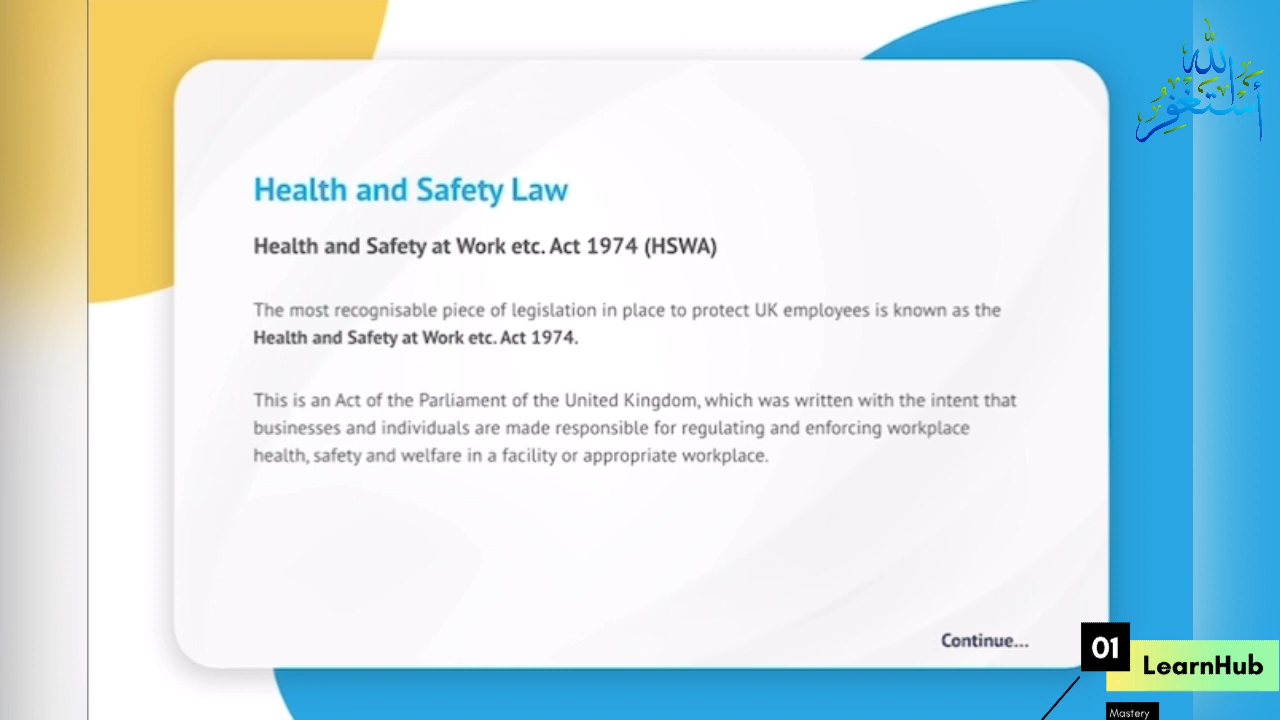 أستغفر الله
Health and Safety Law
Health and Safety at Work etc. Act 1974 (HSWA)
The most recognisable piece of legislation in place to protect UK employees is known as the
Health and Safety at Work etc. Act 1974.
This is an Act of the Parliament of the United Kingdom, which was written with the intent that
businesses and individuals are made responsible for regulating and enforcing workplace
health, safety and welfare in a facility or appropriate workplace.
Continue...
01
LearnHub
Mastery